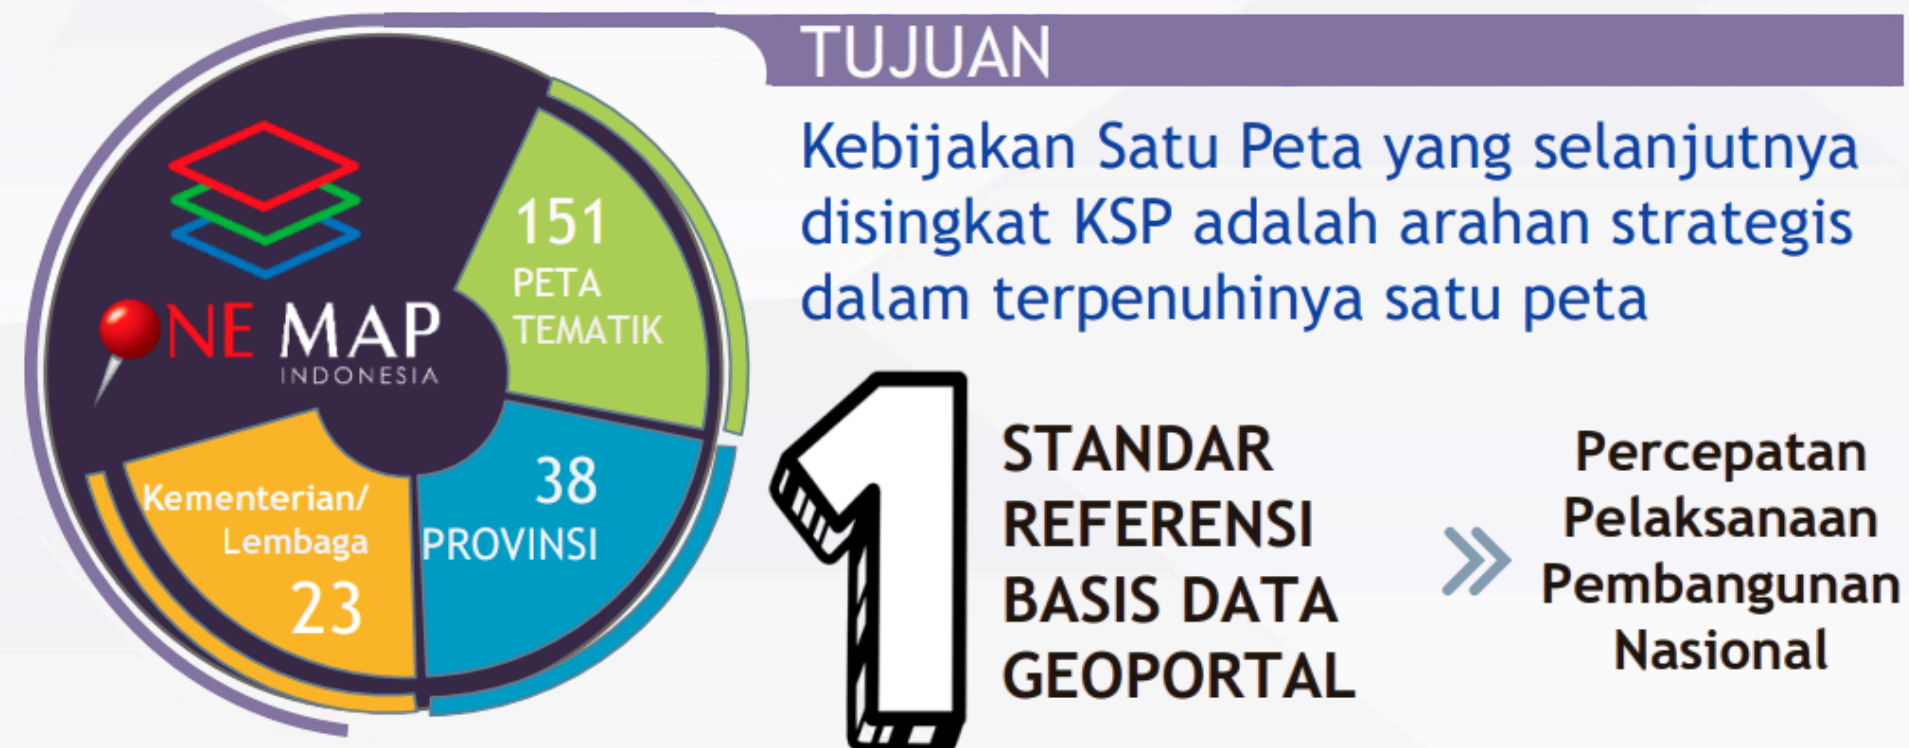 ONE MAP
INDONESIA
151
PETA
TEMATIK
38
PROVINSI
Kementerian/
Lembaga
23
TUJUAN
Kebijakan Satu Peta yang selanjutnya
disingkat KSP adalah arahan strategis
dalam terpenuhinya satu peta
1
STANDAR
REFERENSI
BASIS DATA
GEOPORTAL
Percepatan
Pelaksanaan
Pembangunan
Nasional